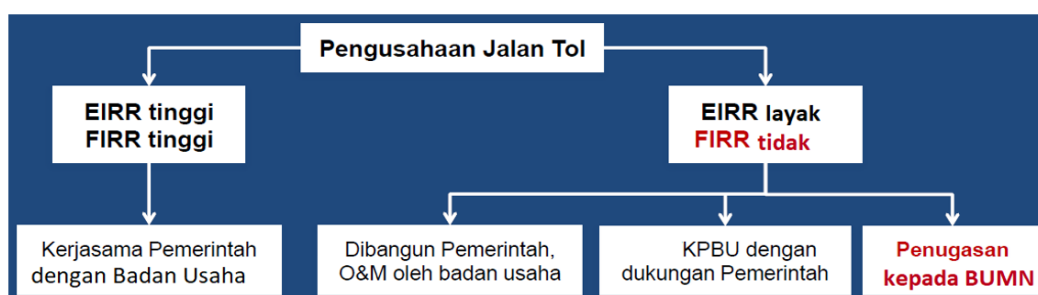 Pengusahaan Jalan Tol
EIRR tinggi
FIRR tinggi
EIRR layak
FIRR tidak
Kerjasama Pemerintah
dengan Badan Usaha
Dibangun Pemerintah,
O&M oleh badan usaha
KPBU dengan
dukungan Pemerintah
Penugasan
kepada BUMN